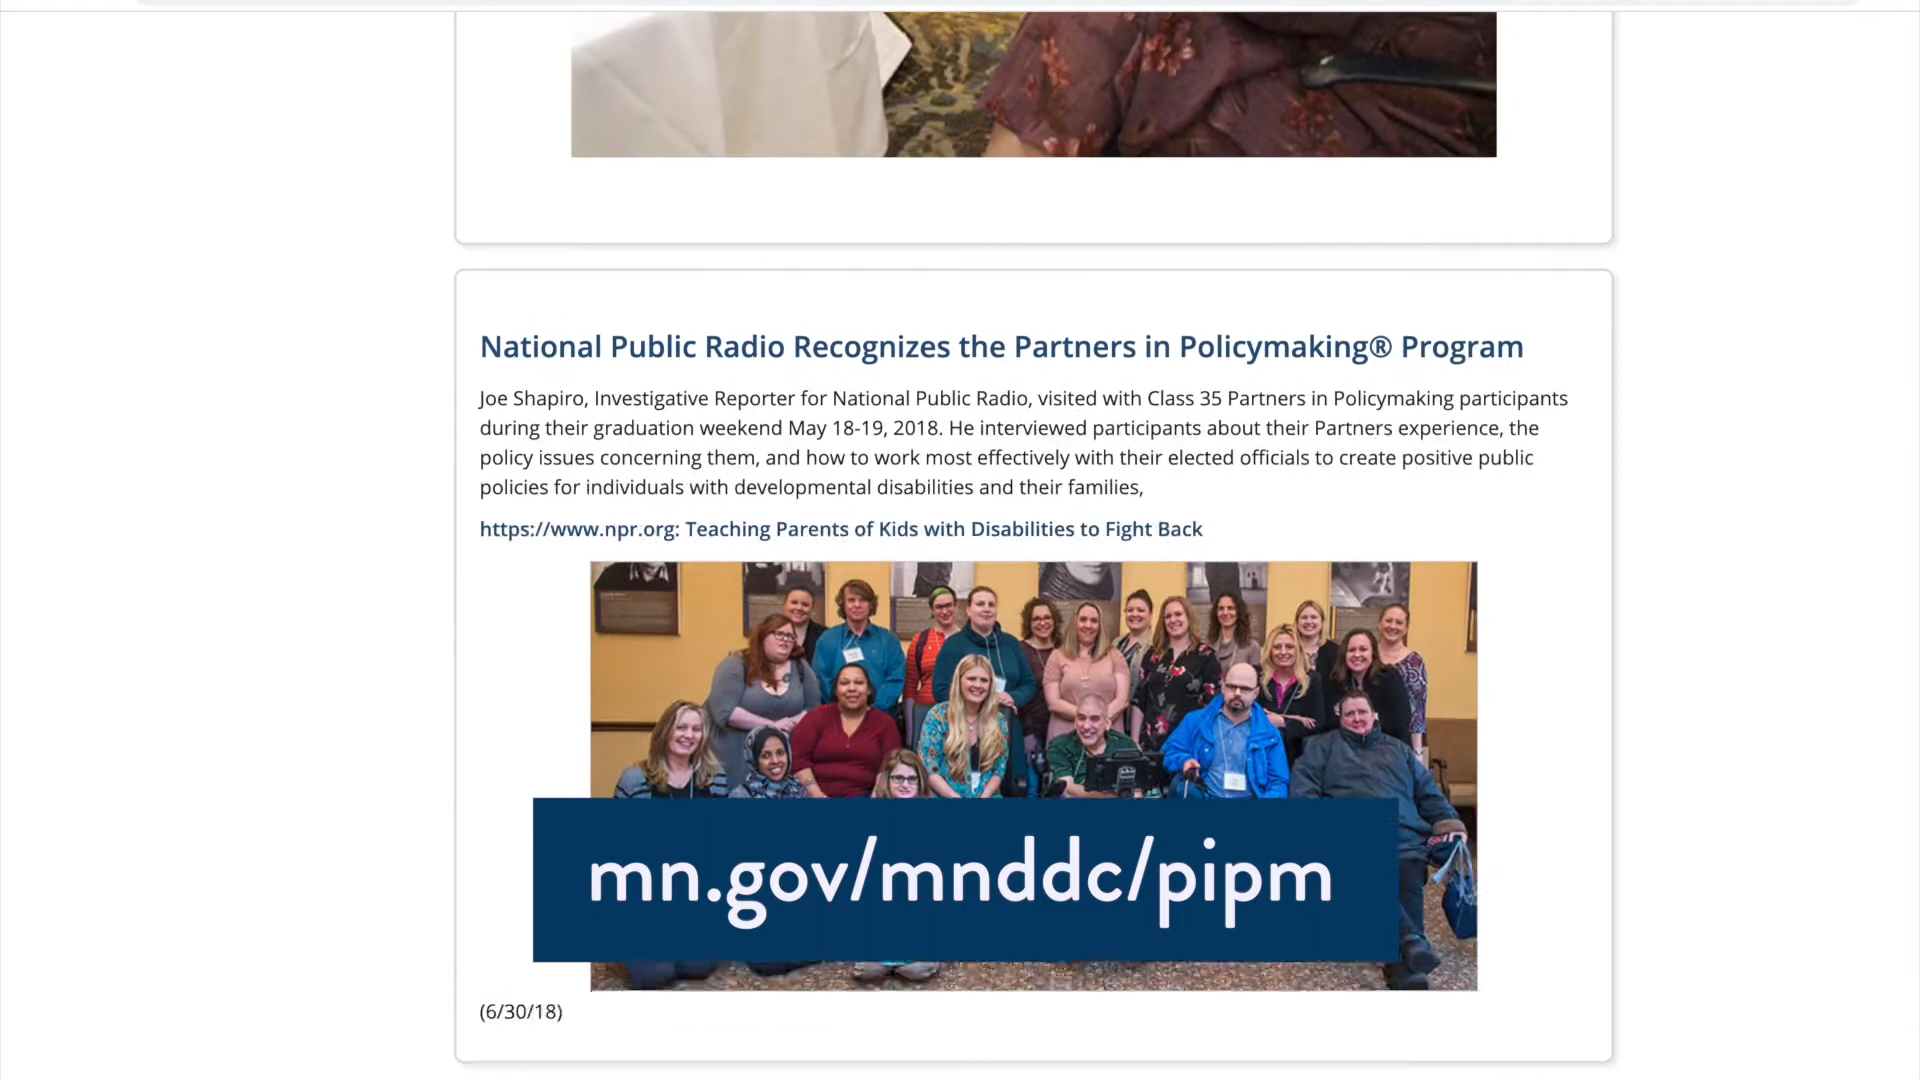 National Public Radio Recognizes the Partners in Policymaking® Program
Joe Shapiro, Investigative Reporter for National Public Radio, visited with Class 35 Partners in Policymaking participants
during their graduation weekend May 18-19, 2018. He interviewed participants about their Partners experience, the
policy issues concerning them, and how to work most effectively with their elected officials to create positive public
policies for individuals with developmental disabilities and their families,
https://www.npr.org: Teaching Parents of Kids with Disabilities to Fight Back
mn.gov/mnddc/pipm
(6/30/18)